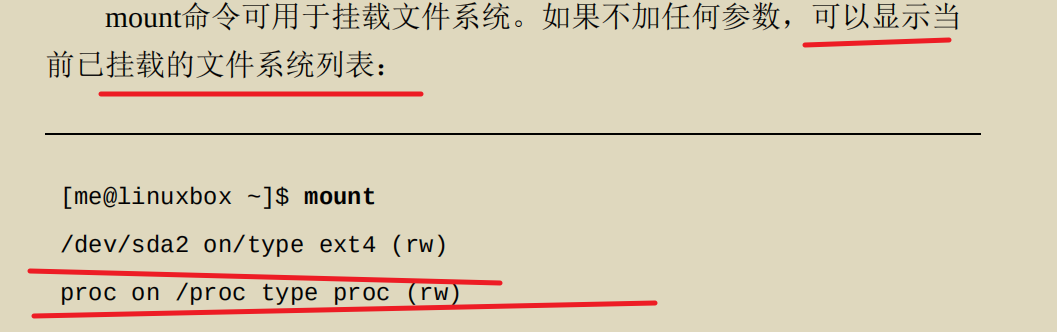 mount命令可用于挂载文件系统。如果不加任何参数，可以显示当
前已挂载的文件系统列表：
[me@linuxbox ~]$ mount
/dev/sda2 on/type ext4 (rw)
proc on /proc type proc (rw)